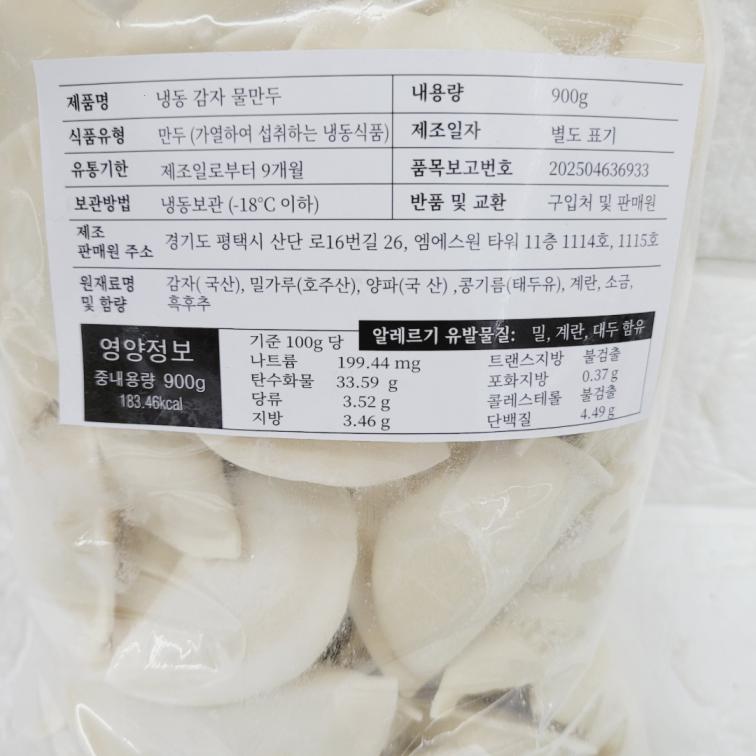 제품명 냉동 감자 물만두 내용량 900g
식품유형 만두 (가열하여 섭취하는 냉동식품) 제조일자 별도 표기
유통기한 제조일로부터 9개월 품목보고번호 202504636933
보관방법 냉동보관 (-18℃ 이하) 반품 및 교환 구입처 및 판매원
제조
판매원 주소 경기도 평택시 산단 로16번길 26, 엠에스원 타워 11층 1114호, 1115호
원재료명 감자( 국산), 밀가루(호주산), 양파(국 산) ,콩기름(태두유), 계란, 소금,
및 함량 흑후추
영양정보
중내용량 900g
183.46kcal
기준 100g 당 알레르기 유발물질: 밀, 계란, 대두 함유
나트륨 199.44 mg 트랜스지방 불검출
탄수화물 33.59 g 포화지방 0.37 g
당류 3.52 g 콜레스테롤 불검출
지방 3.46 g 단백질 4.49 g